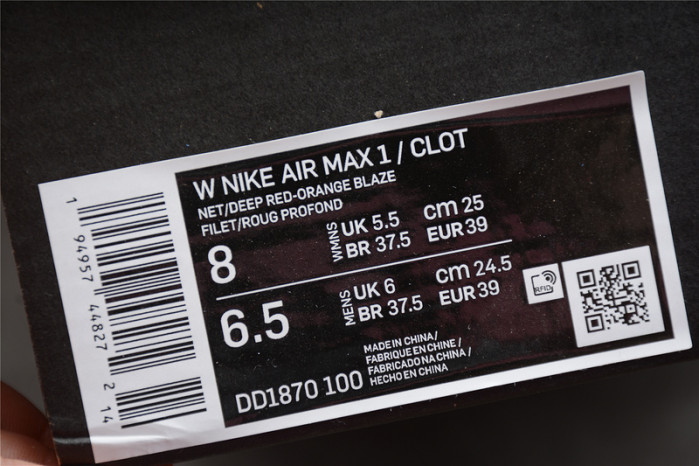 W NIKE AIR MAX 1 / CLOT
NET/DEEP RED-ORANGE BLAZE
FILET/ROUG PROFOND
8
WMNS
UK 5.5 cm 25
BR 37.5 EUR 39
6.5
MENS
UK 6 cm 24.5
BR 37.5 EUR 39
RFID
DD1870 100
MADE IN CHINA/
FABRIQUE EN CHINE/
FABRICADO NA CHINA/
HECHO EN CHINA
1 94957 44827 2 14